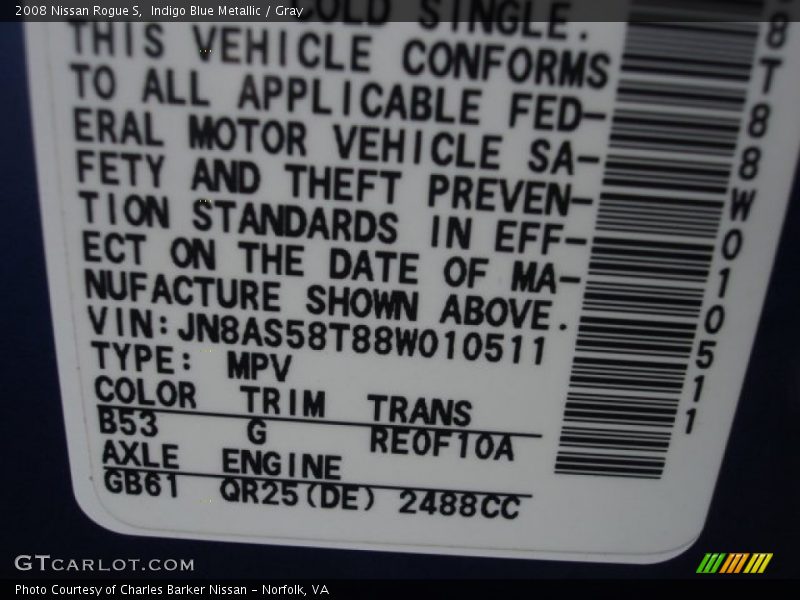 2008 Nissan Rogue S,  Indigo Blue Metallic / Gray
COLD SINGLE.
THIS VEHICLE CONFORMS
TO ALL APPLICABLE FED-
ERAL MOTOR VEHICLE SA-
FETY AND THEFT PREVEN-
TION STANDARDS IN EFF-
ECT ON THE DATE OF MA-
NUFACTURE SHOWN ABOVE.
VIN:JN8AS58T88W010511
TYPE: MPV
COLOR TRIM TRANS
B53 G RE0F10A
AXLE ENGINE
GB61 QR25(DE) 2488CC
8T88W010511
GTCARLOT.COM
Photo Courtesy of Charles Barker Nissan - Norfolk, VA